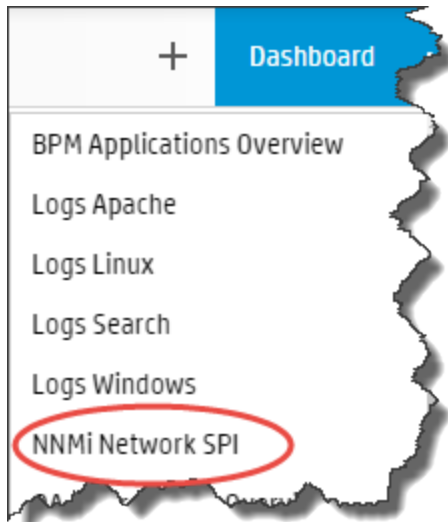 + Dashboard
BPM Applications Overview
Logs Apache
Logs Linux
Logs Search
Logs Windows
NNMi Network SPI